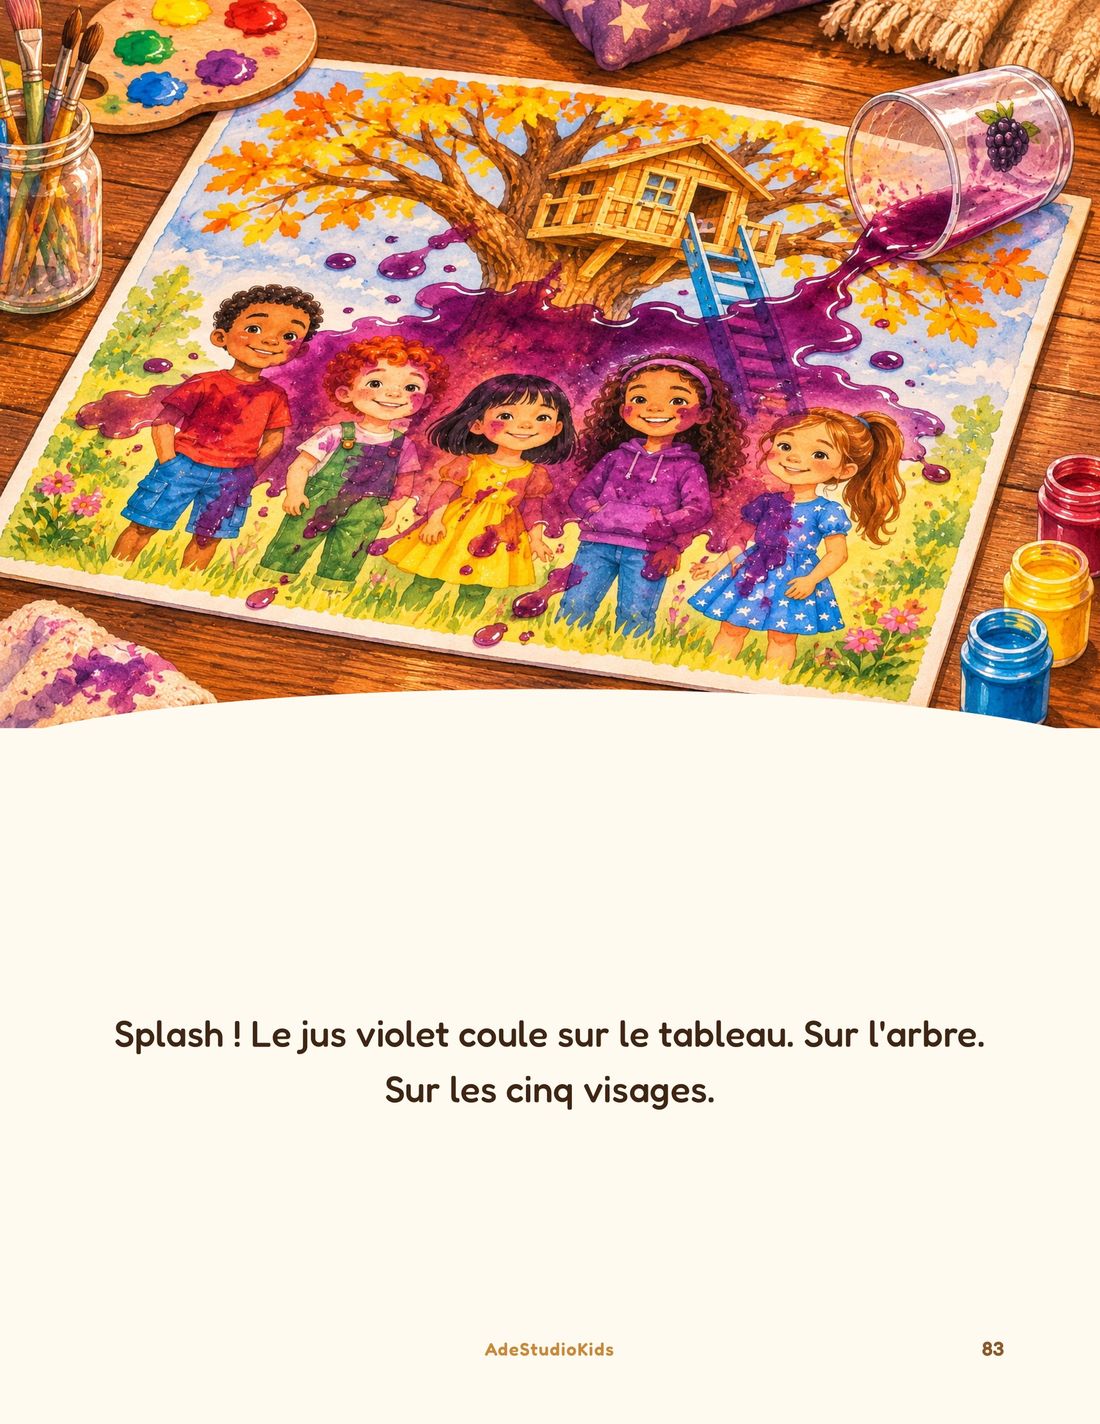 Splash ! Le jus violet coule sur le tableau. Sur l'arbre.
Sur les cinq visages.
AdeStudioKids
83